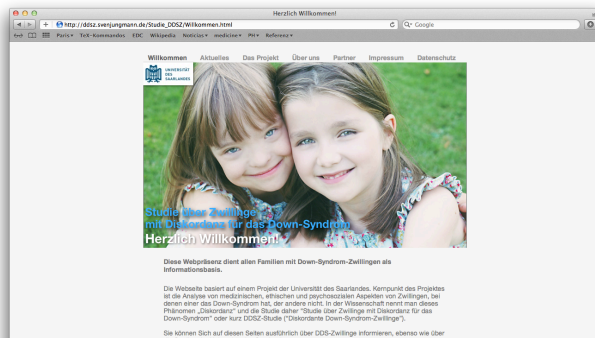 Herzlich Willkommen!
http://ddsz.svenjungmann.de/Studie_DDSZ/Willkommen.html
Google
Paris TeX-Kommandos EDC Wikipedia Noticias medicine PH Referenz
Willkommen Aktuelles Das Projekt Über uns Partner Impressum Datenschutz
UNIVERSITÄT
DES
SAARLANDES
Studie über Zwillinge
mit Diskordanz für das Down-Syndrom
Herzlich Willkommen!
Diese Webpräsenz dient allen Familien mit Down-Syndrom-Zwillingen als
Informationsbasis.
Die Webseite basiert auf einem Projekt der Universität des Saarlandes. Kernpunkt des Projektes
ist die Analyse von medizinischen, ethischen und psychosozialen Aspekten von Zwillingen, bei
denen einer das Down-Syndrom hat, der andere nicht. In der Wissenschaft nennt man dieses
Phänomen „Diskordanz" und die Studie daher "Studie über Zwillinge mit Diskordanz für das
Down-Syndrom" oder kurz DDSZ-Studie ("Diskordante Down-Syndrom-Zwillinge").
Sie können Sich auf diesen Seiten ausführlich über DDS-Zwillinge informieren, ebenso wie über